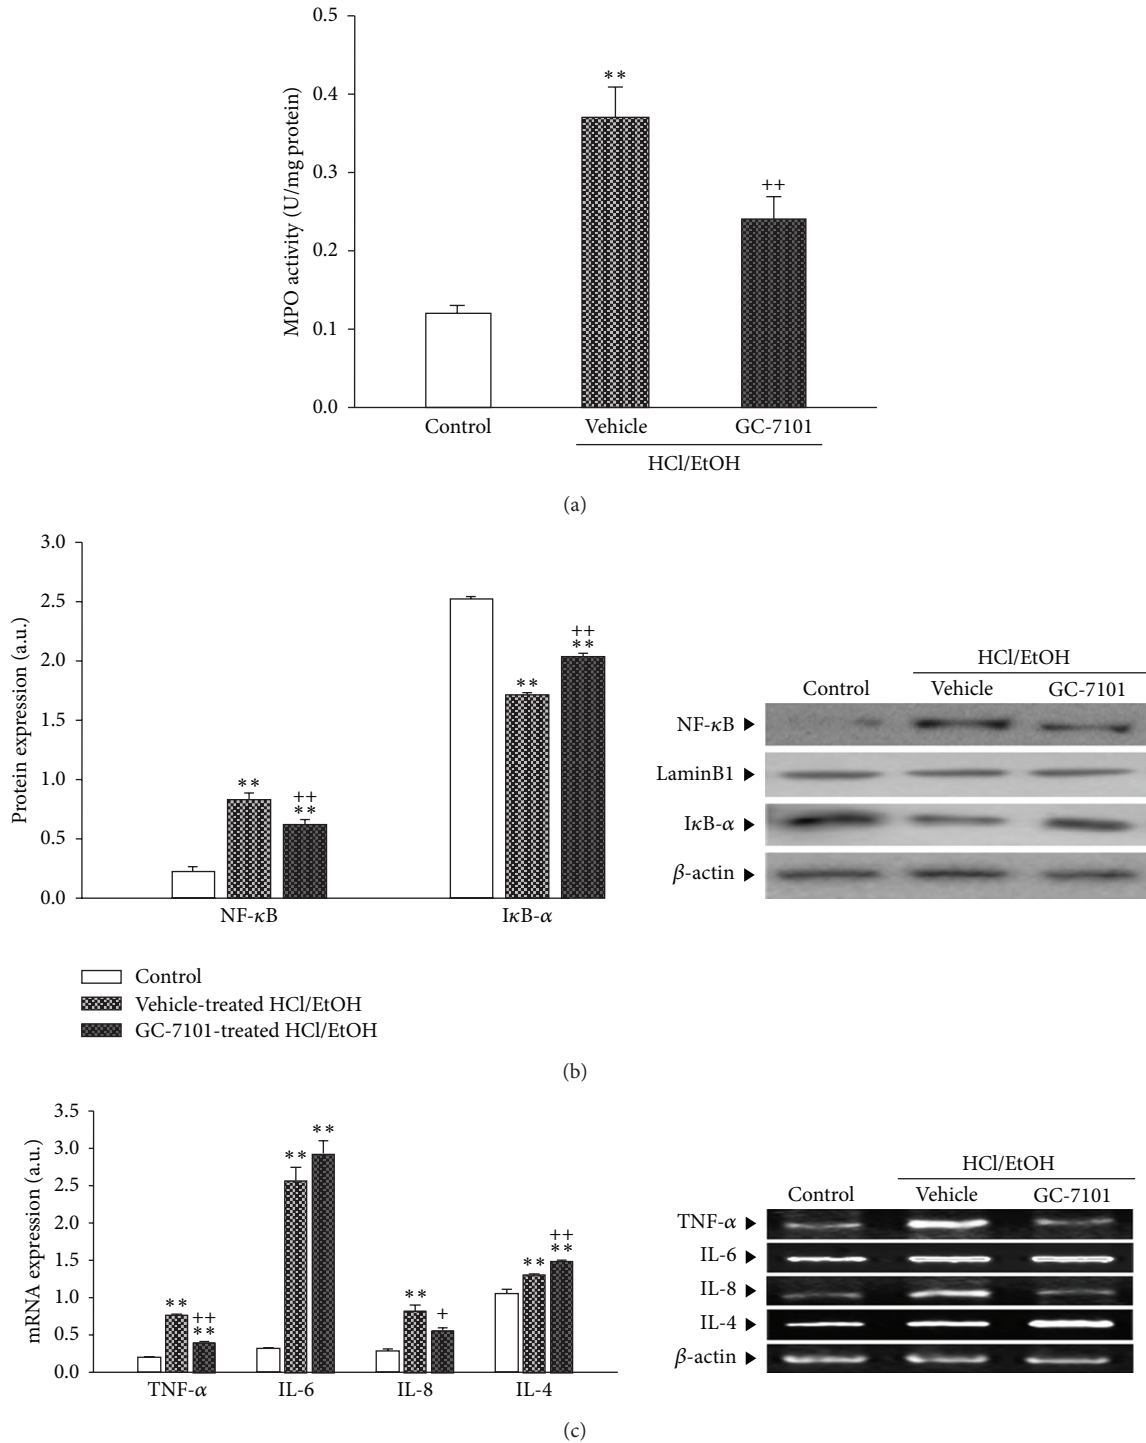 0.5
0.4
0.3
0.2
0.1
0.0
MPO activity (U/mg protein)
**
++
Control
Vehicle
GC-7101
HCl/EtOH
(a)
3.0
2.5
2.0
1.5
1.0
0.5
0.0
Protein expression (a.u.)
**
++
**
**
++
**
NF-κB
IκB-α
HCl/EtOH
Control
Vehicle
GC-7101
NF-κB
LaminB1
IκB-α
β-actin
Control
Vehicle-treated HCl/EtOH
GC-7101-treated HCl/EtOH
(b)
3.5
3.0
2.5
2.0
1.5
1.0
0.5
0.0
mRNA expression (a.u.)
**
++
**
**
**
**
+
**
++
**
TNF-α
IL-6
IL-8
IL-4
HCl/EtOH
Control
Vehicle
GC-7101
TNF-α
IL-6
IL-8
IL-4
β-actin
(c)